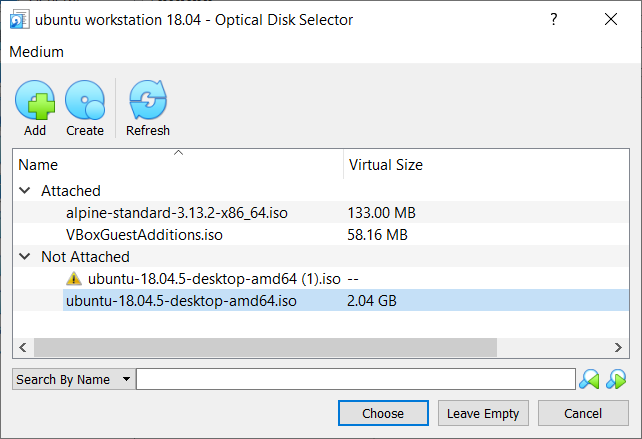 ubuntu workstation 18.04 - Optical Disk Selector
Medium
Add Create Refresh
Name Virtual Size
Attached
alpine-standard-3.13.2-x86_64.iso 133.00 MB
VBoxGuestAdditions.iso 58.16 MB
Not Attached
ubuntu-18.04.5-desktop-amd64 (1).iso --
ubuntu-18.04.5-desktop-amd64.iso 2.04 GB
Search By Name
Choose Leave Empty Cancel